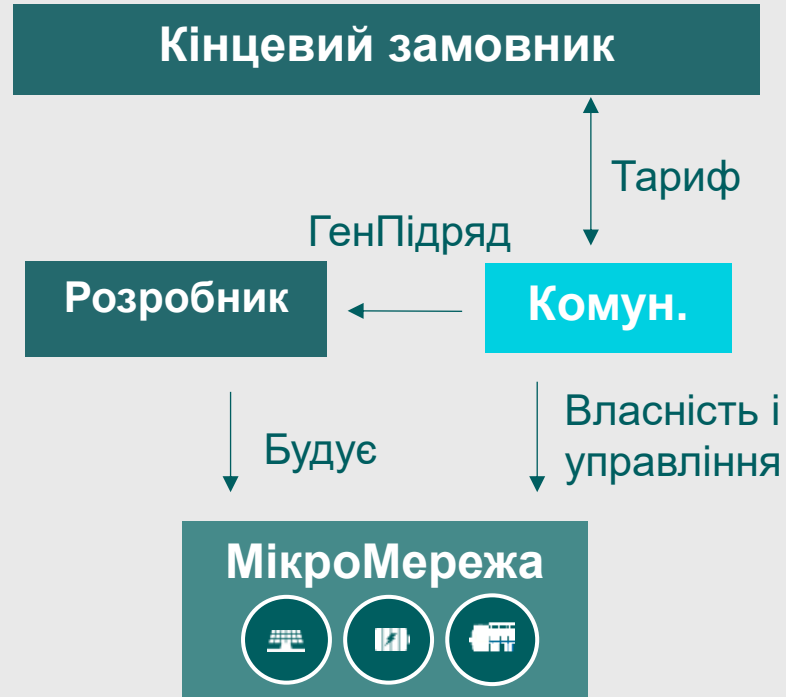 Кінцевий замовник
Тариф
ГенПідряд
Розробник
Комун.
Будує
Власність і
управління
МікроМережа